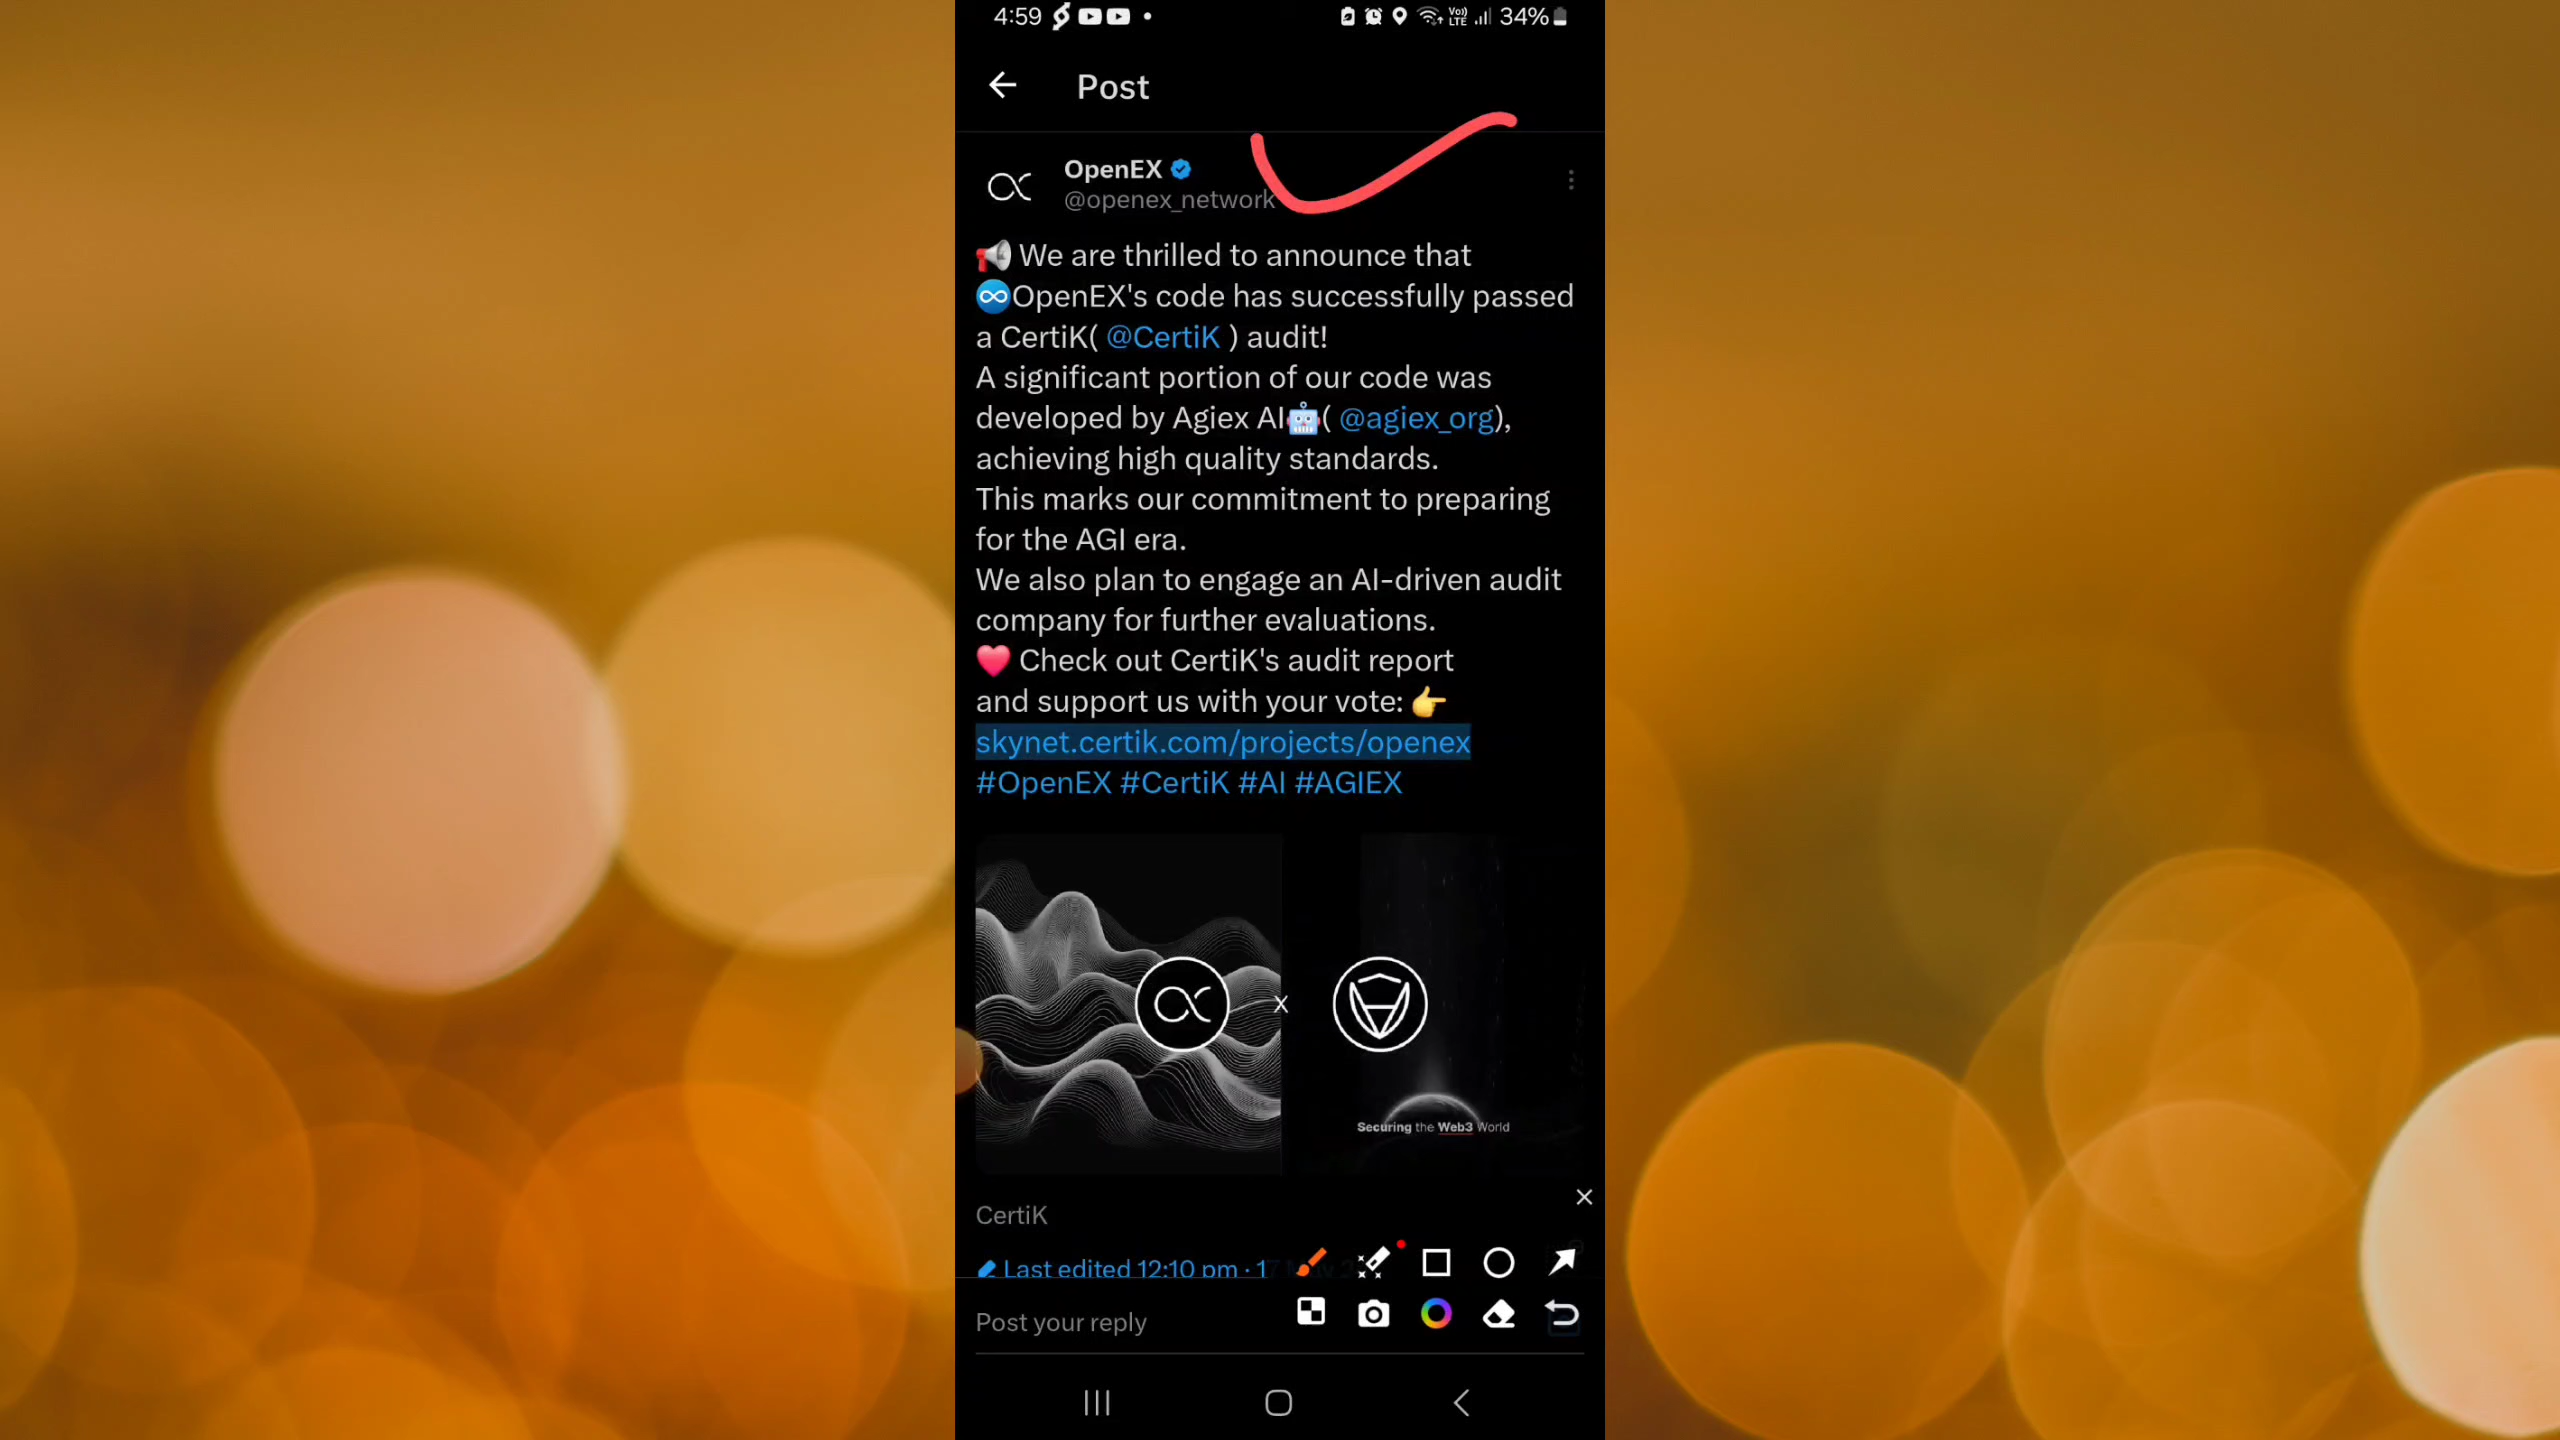 4:59
Vo)) LTE 34%
Post
OpenEX
@openex_network
📢 We are thrilled to announce that
♾️OpenEX's code has successfully passed
a CertiK( @CertiK ) audit!
A significant portion of our code was
developed by Agiex AI🤖( @agiex_org),
achieving high quality standards.
This marks our commitment to preparing
for the AGI era.
We also plan to engage an AI-driven audit
company for further evaluations.
❤️ Check out CertiK's audit report
and support us with your vote: 👉
skynet.certik.com/projects/openex
#OpenEX #CertiK #AI #AGIEX
X
Securing the Web3 World
CertiK
Last edited 12:10 pm · 17
Post your reply